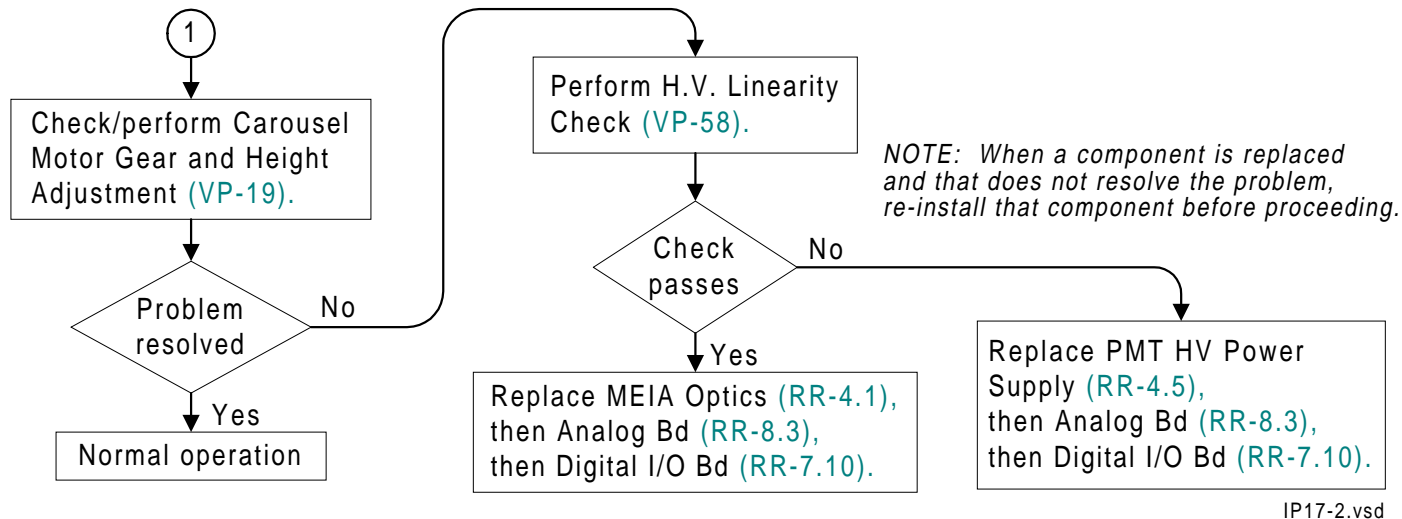 1
Check/perform Carousel
Motor Gear and Height
Adjustment (VP-19).
Problem
resolved
No
Yes
Normal operation
Perform H.V. Linearity
Check (VP-58).
NOTE: When a component is replaced
and that does not resolve the problem,
re-install that component before proceeding.
Check
passes
No
Yes
Replace MEIA Optics (RR-4.1),
then Analog Bd (RR-8.3),
then Digital I/O Bd (RR-7.10).
Replace PMT HV Power
Supply (RR-4.5),
then Analog Bd (RR-8.3),
then Digital I/O Bd (RR-7.10).
IP17-2.vsd